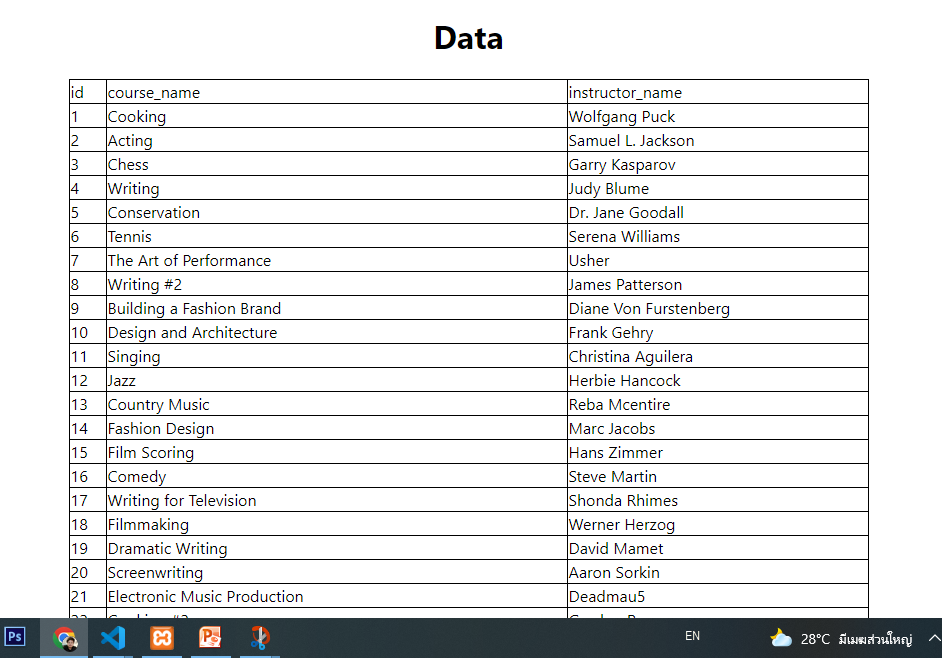 Data
id course_name instructor_name
1 Cooking Wolfgang Puck
2 Acting Samuel L. Jackson
3 Chess Garry Kasparov
4 Writing Judy Blume
5 Conservation Dr. Jane Goodall
6 Tennis Serena Williams
7 The Art of Performance Usher
8 Writing #2 James Patterson
9 Building a Fashion Brand Diane Von Furstenberg
10 Design and Architecture Frank Gehry
11 Singing Christina Aguilera
12 Jazz Herbie Hancock
13 Country Music Reba Mcentire
14 Fashion Design Marc Jacobs
15 Film Scoring Hans Zimmer
16 Comedy Steve Martin
17 Writing for Television Shonda Rhimes
18 Filmmaking Werner Herzog
19 Dramatic Writing David Mamet
20 Screenwriting Aaron Sorkin
21 Electronic Music Production Deadmau5
Ps EN 28°C มีเมฆส่วนใหญ่